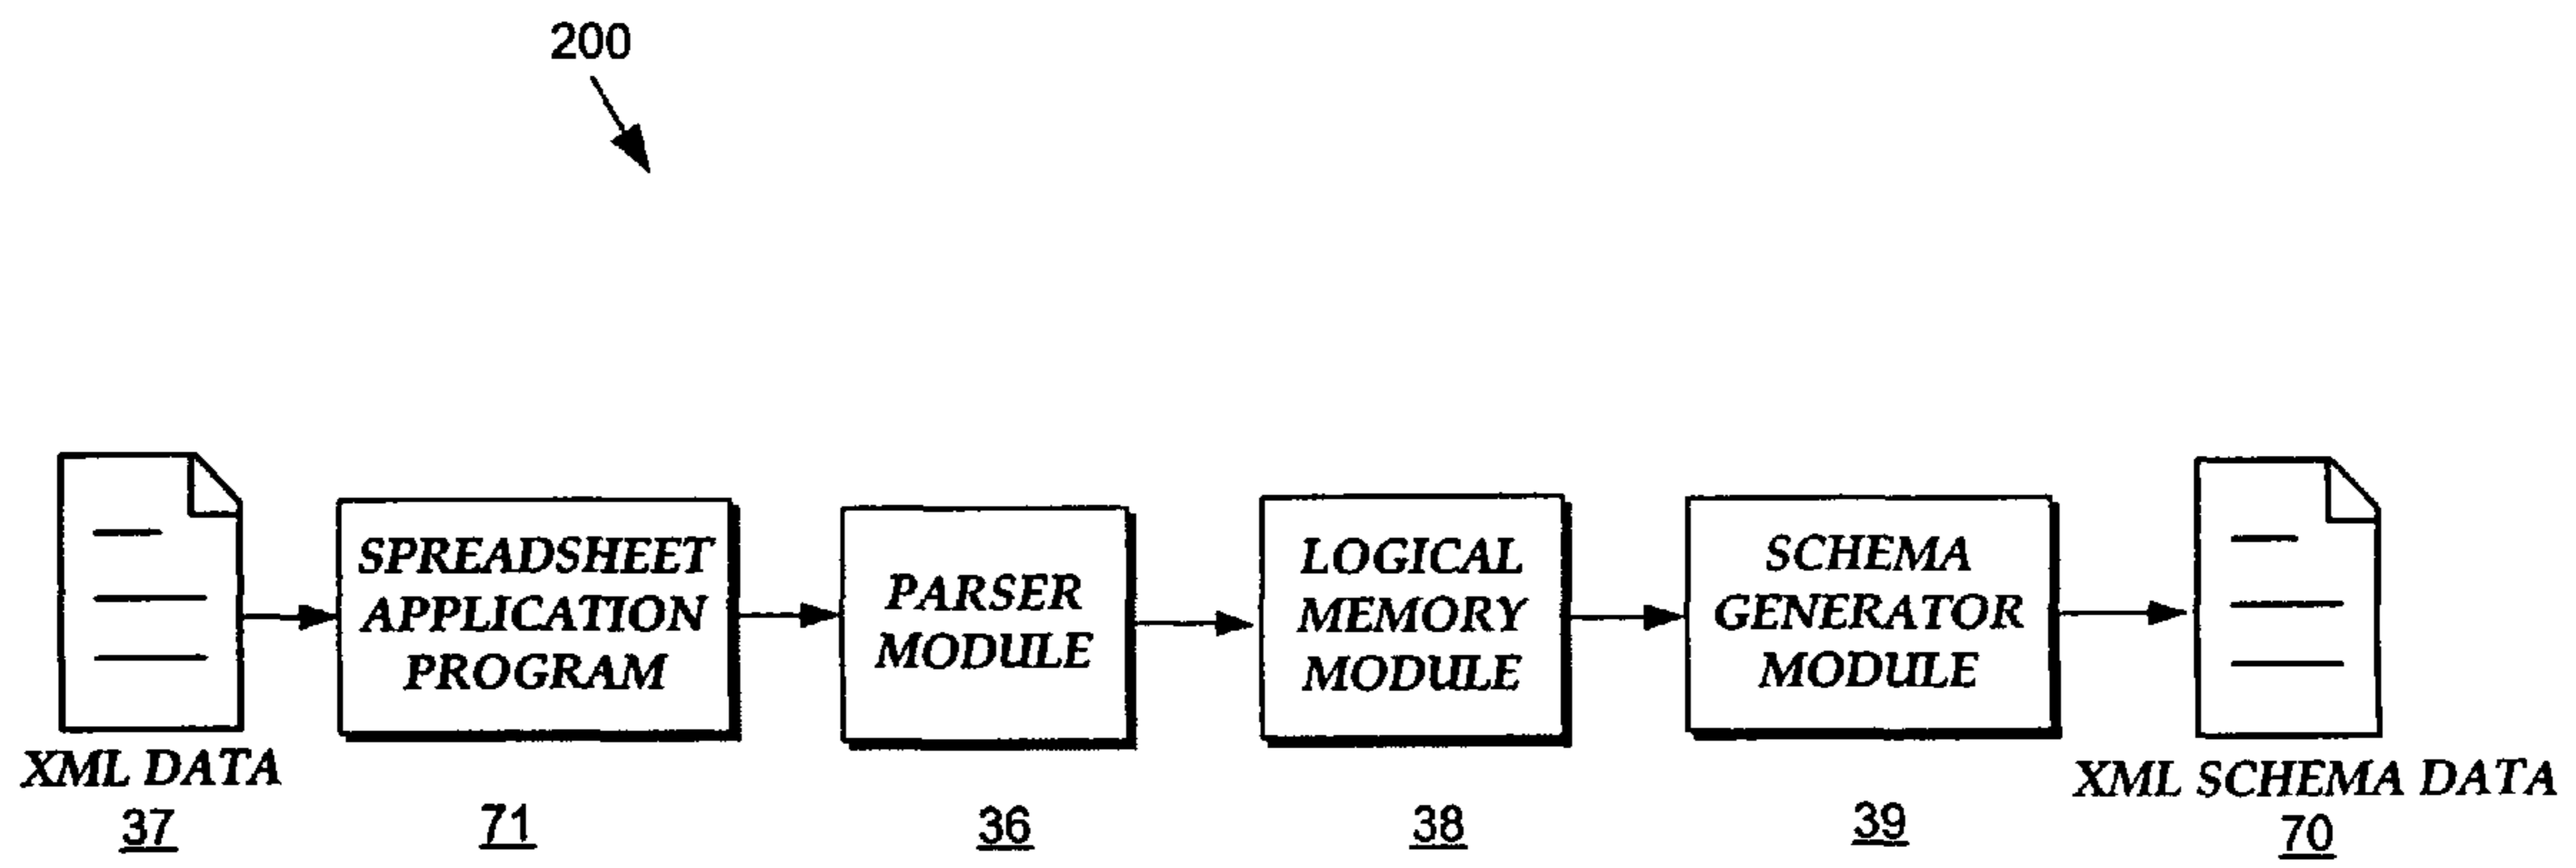 200
SPREADSHEET
APPLICATION
PROGRAM
PARSER
MODULE
LOGICAL
MEMORY
MODULE
SCHEMA
GENERATOR
MODULE
XML DATA
37
71
36
38
39
XML SCHEMA DATA
70